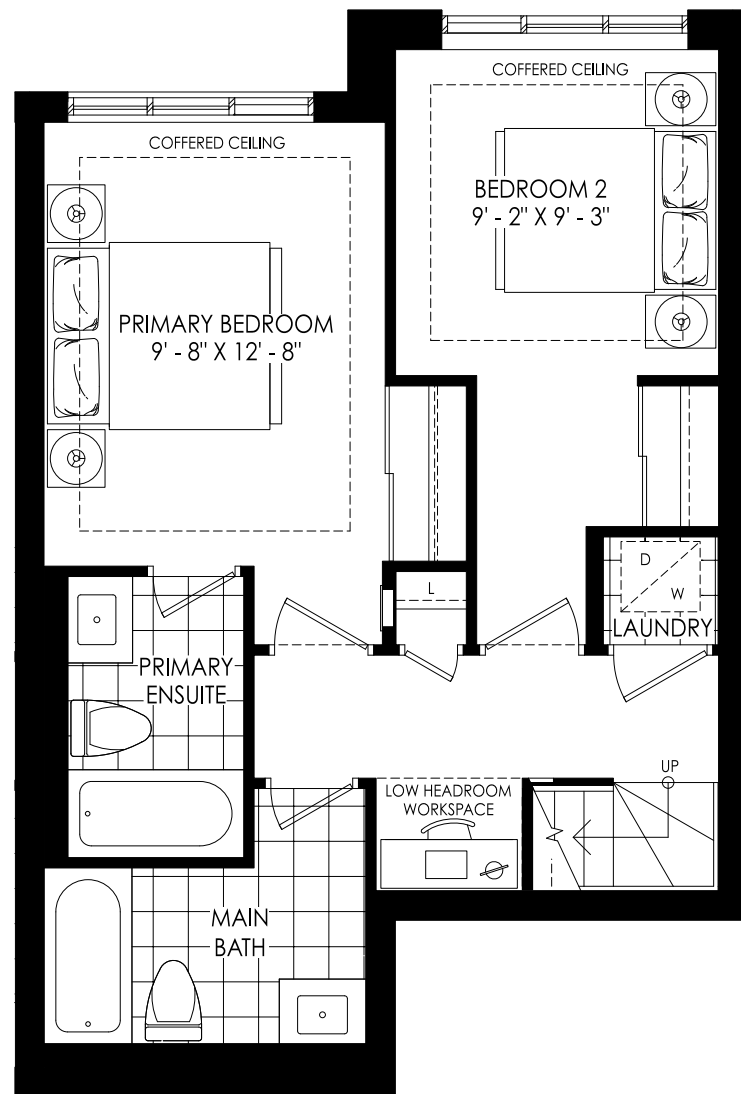 COFFERED CEILING
BEDROOM 2
9' - 2" X 9' - 3"
COFFERED CEILING
PRIMARY BEDROOM
9' - 8" X 12' - 8"
D
W
LAUNDRY
L
PRIMARY
ENSUITE
UP
LOW HEADROOM
WORKSPACE
MAIN
BATH